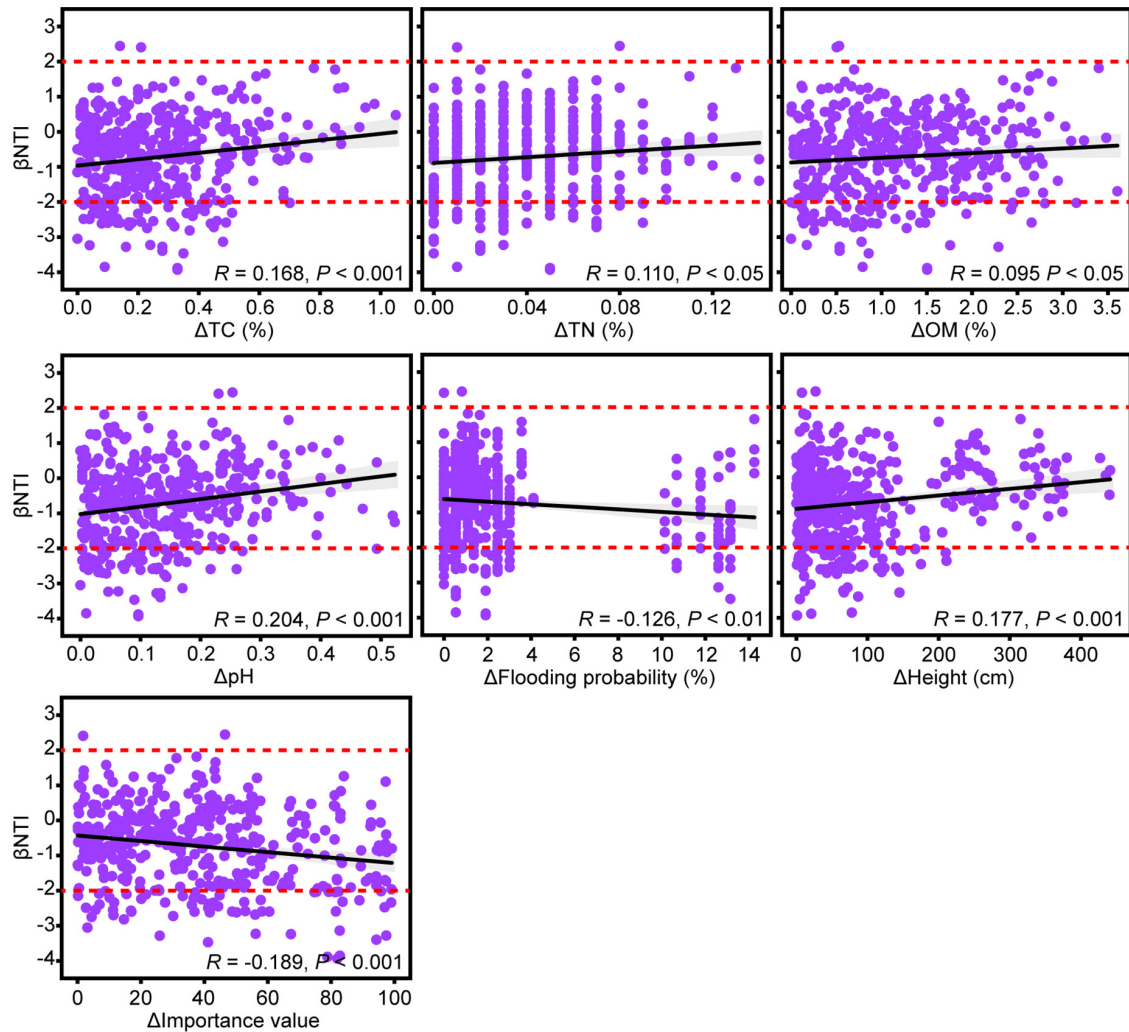 βNTI
3
2
1
0
-1
-2
-3
-4
R = 0.168, P < 0.001
0.0 0.2 0.4 0.6 0.8 1.0
ΔTC (%)
R = 0.110, P < 0.05
0.00 0.04 0.08 0.12
ΔTN (%)
R = 0.095 P < 0.05
0.0 0.6 1.2 1.8 2.4 3.0 3.6
ΔOM (%)
βNTI
3
2
1
0
-1
-2
-3
-4
R = 0.204, P < 0.001
0.0 0.1 0.2 0.3 0.4 0.5
ΔpH
R = -0.126, P < 0.01
0 2 4 6 8 10 12 14
ΔFlooding probability (%)
R = 0.177, P < 0.001
0 100 200 300 400
ΔHeight (cm)
βNTI
3
2
1
0
-1
-2
-3
-4
R = -0.189, P < 0.001
0 20 40 60 80 100
ΔImportance value